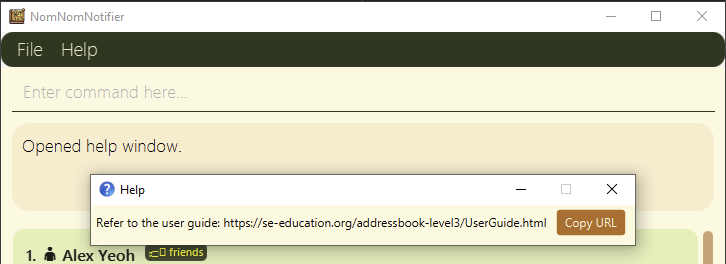 NomNomNotifier
File Help
Enter command here...
Opened help window.
Help
Refer to the user guide: https://se-education.org/addressbook-level3/UserGuide.html Copy URL
1. Alex Yeoh friends